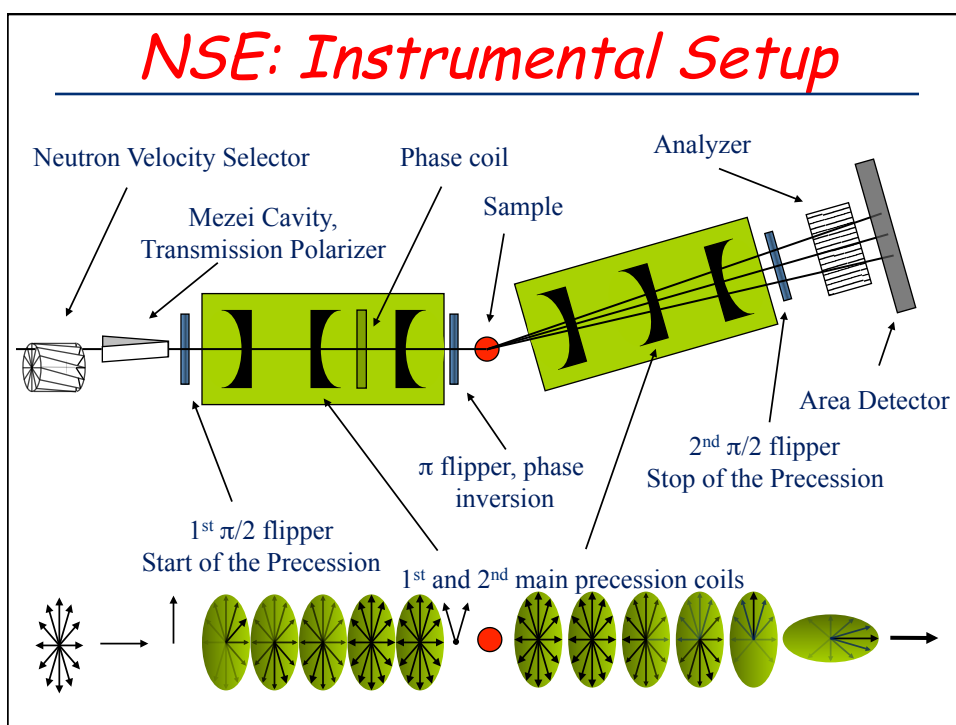 NSE: Instrumental Setup
Neutron Velocity Selector
Phase coil
Analyzer
Mezei Cavity,
Transmission Polarizer
Sample
Area Detector
π flipper, phase
inversion
2nd π/2 flipper
Stop of the Precession
1st π/2 flipper
Start of the Precession
1st and 2nd main precession coils